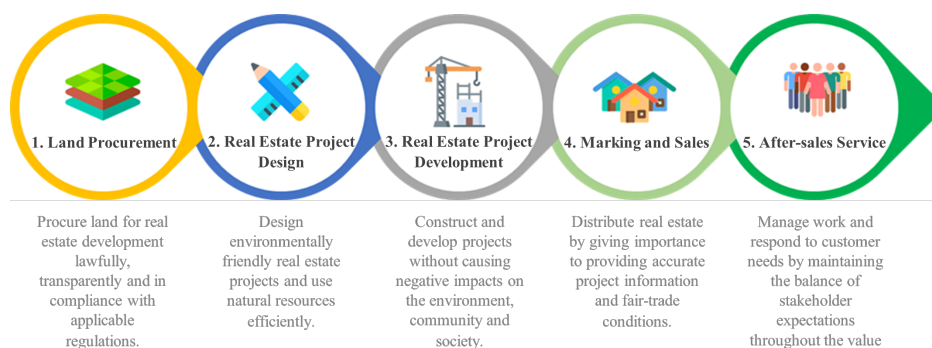 1. Land Procurement
2. Real Estate Project
Design
3. Real Estate Project
Development
4. Marking and Sales
5. After-sales Service
Procure land for real
estate development
lawfully,
transparently and in
compliance with
applicable
regulations.
Design
environmentally
friendly real estate
projects and use
natural resources
efficiently.
Construct and
develop projects
without causing
negative impacts on
the environment,
community and
society.
Distribute real estate
by giving importance
to providing accurate
project information
and fair-trade
conditions.
Manage work and
respond to customer
needs by maintaining
the balance of
stakeholder
expectations
throughout the value